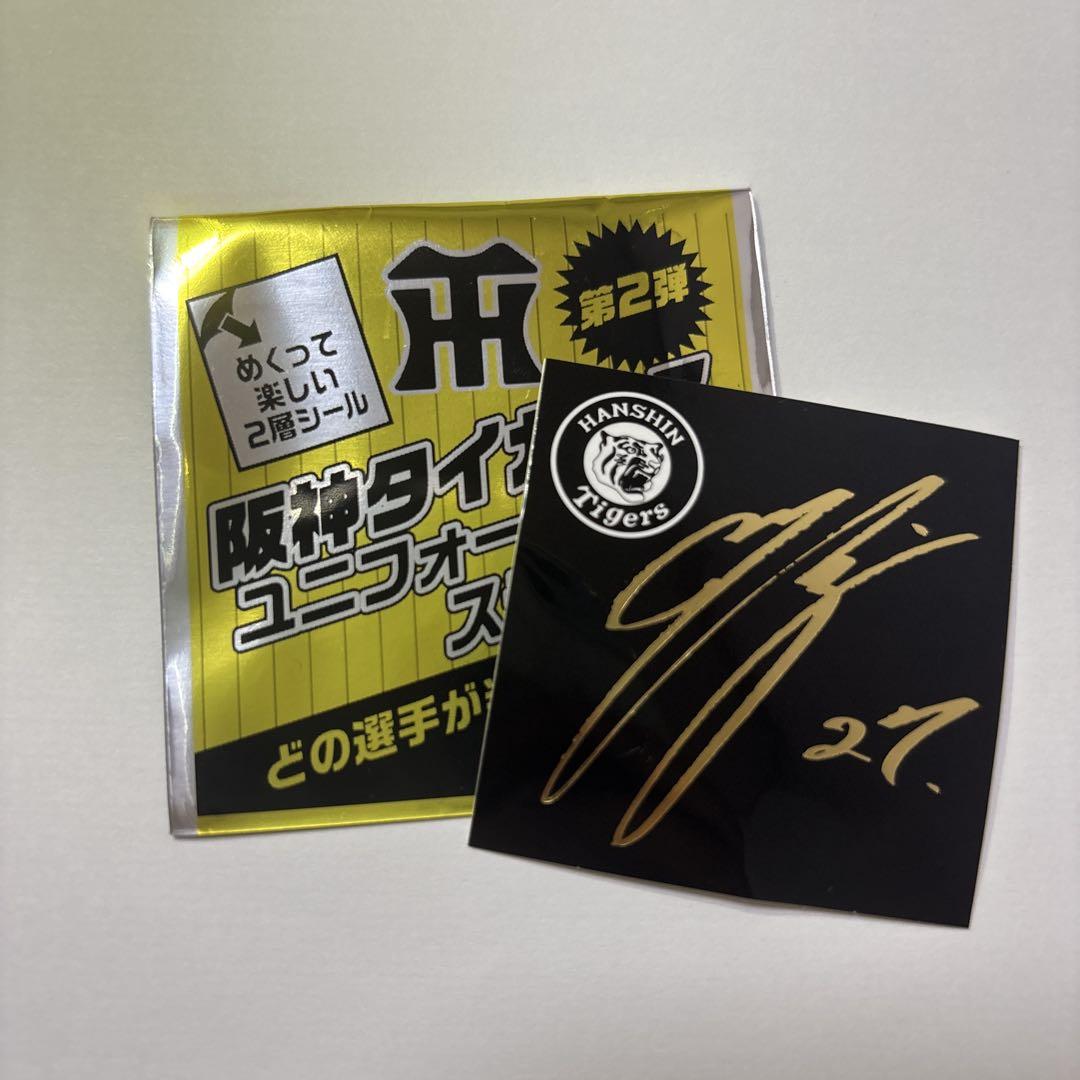 第2弾
めくって
楽しい
2層シール
阪神タイガ
ユニフォー
ス
どの選手が
HANSHIN
Tigers
27.